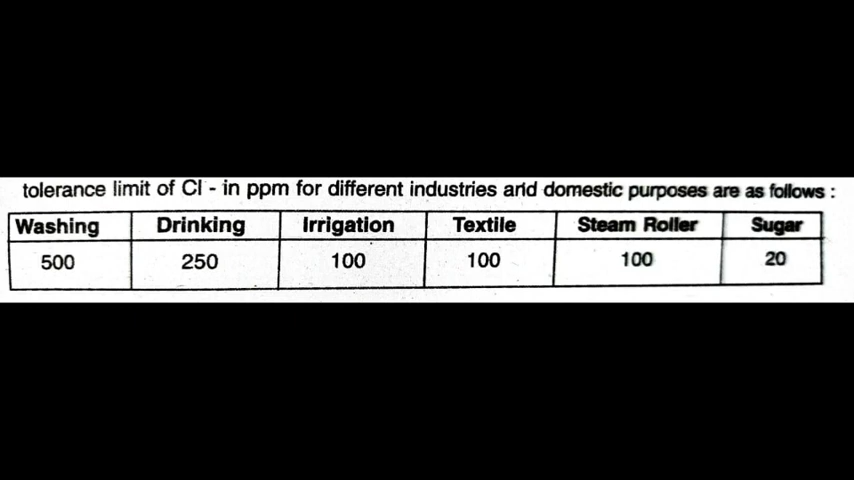 tolerance limit of Cl - in ppm for different industries and domestic purposes are as follows :
Washing Drinking Irrigation Textile Steam Roller Sugar
500 250 100 100 100 20